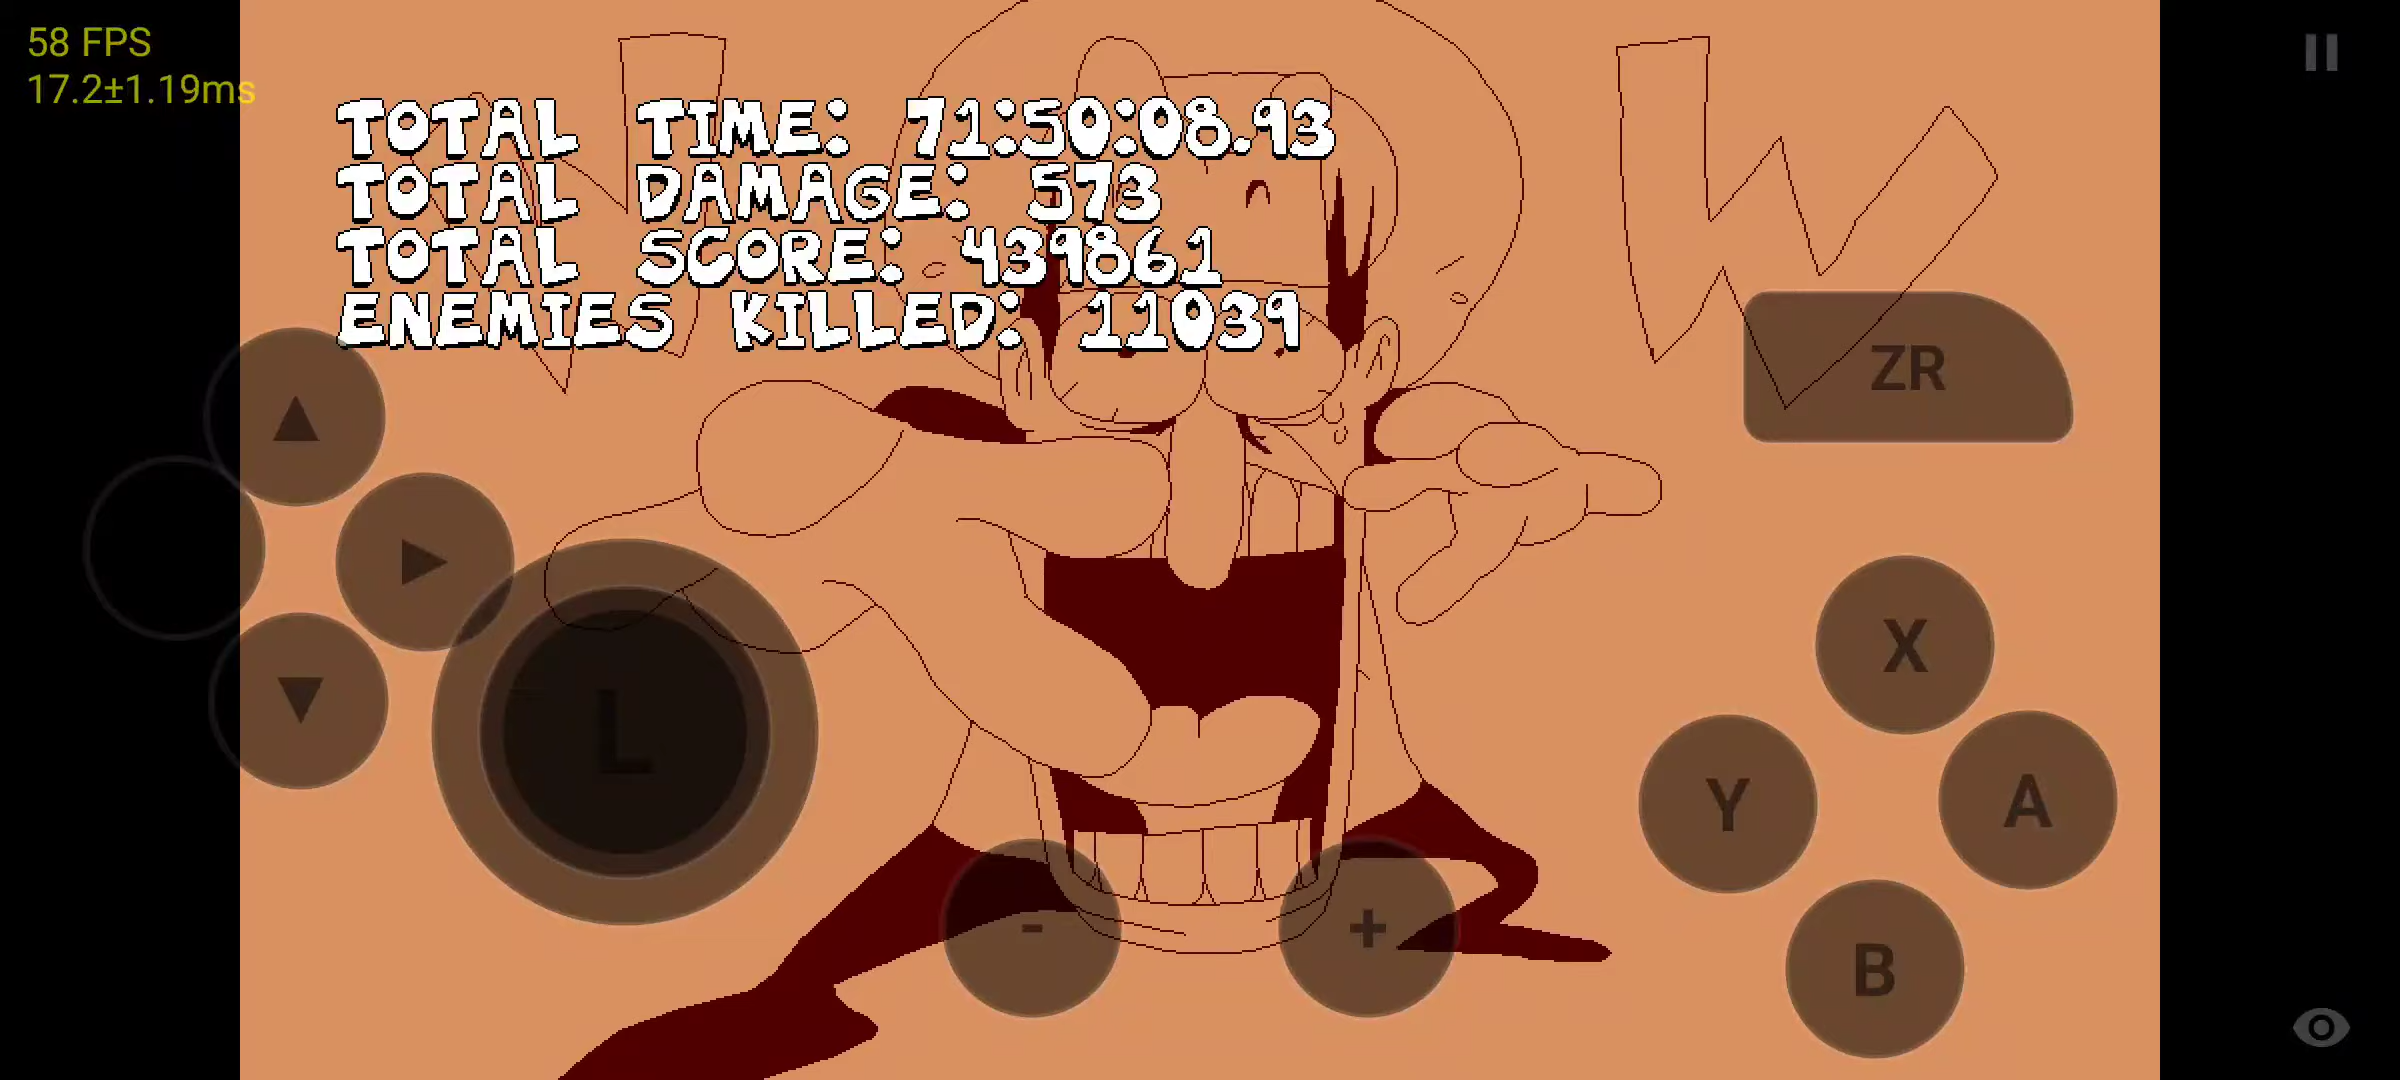 58 FPS
17.2±1.19ms
TOTAL TIME: 71:50:08.93
TOTAL DAMAGE: 573
TOTAL SCORE: 439861
ENEMIES KILLED: 11039
W
ZR
L
X
Y
A
B
-
+